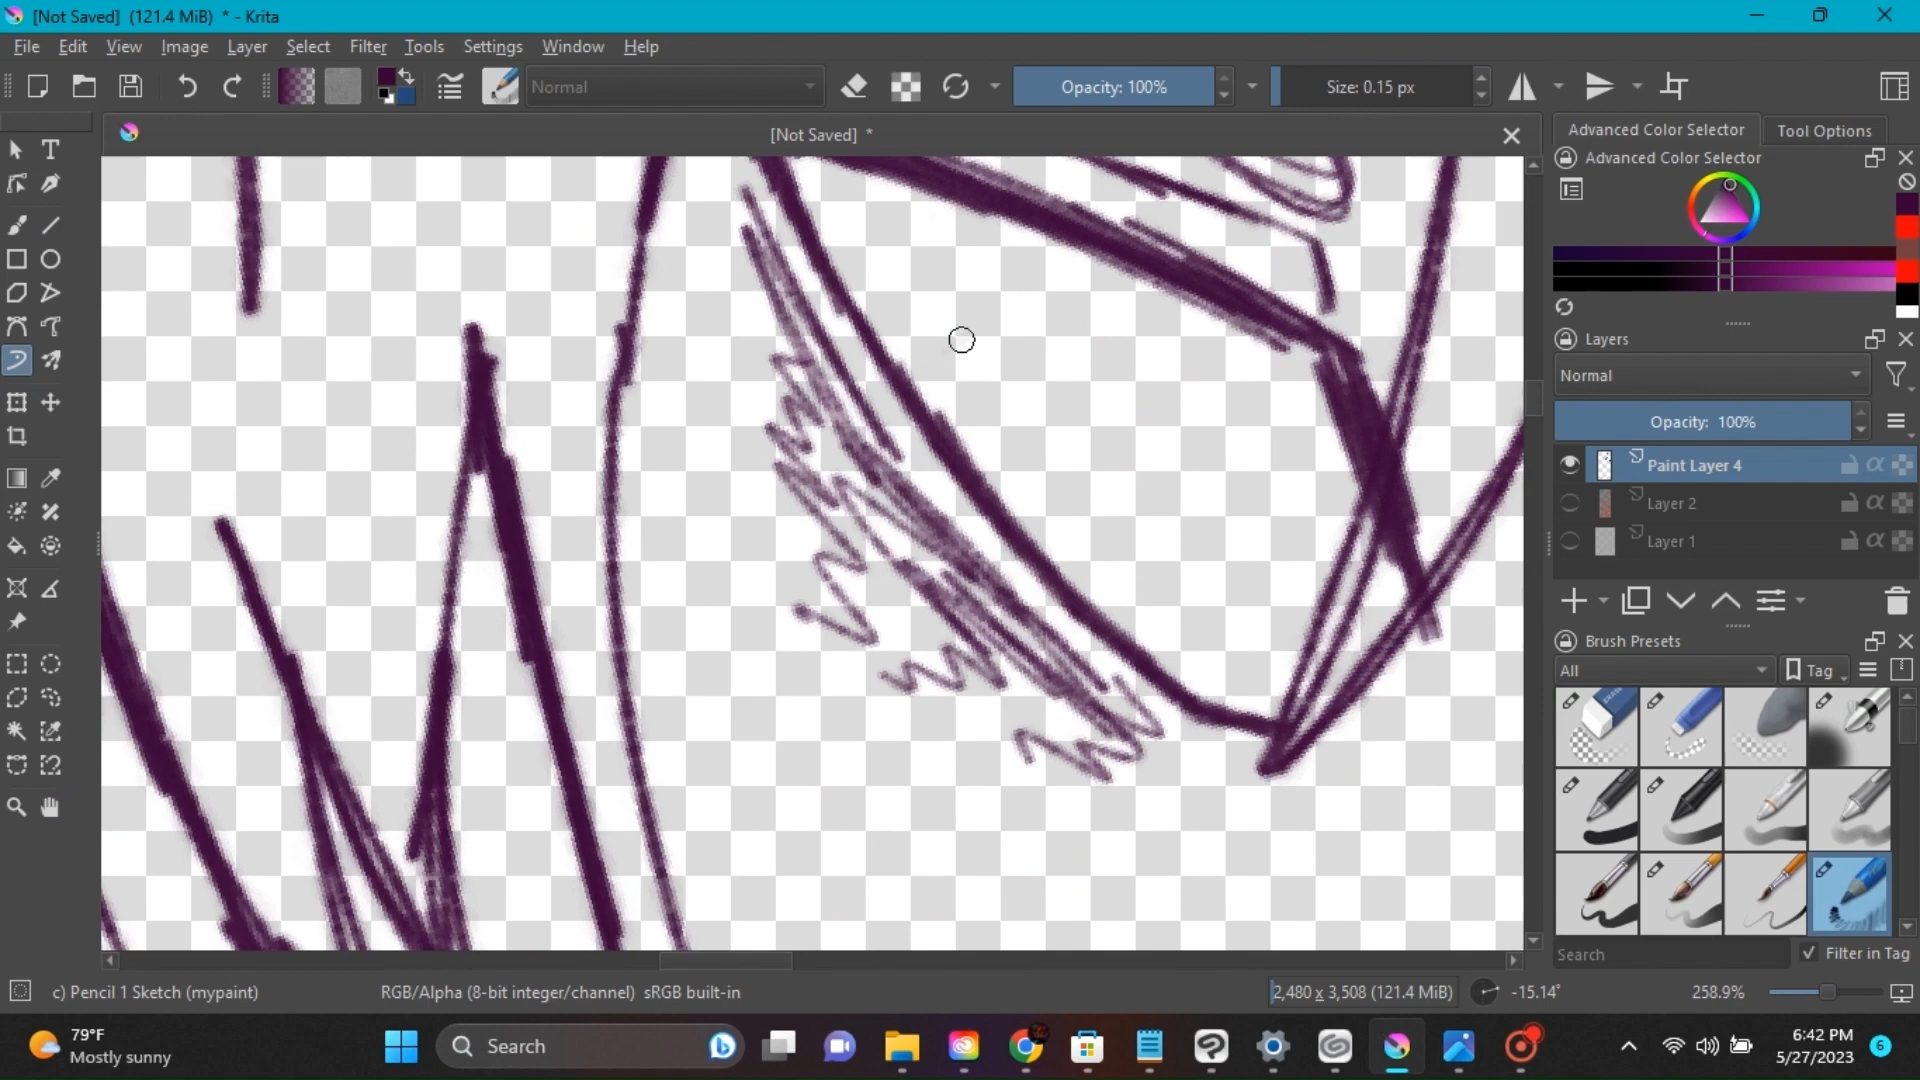 [Not Saved]  (121.4 MiB)  * - Krita
File Edit View Image Layer Select Filter Tools Settings Window Help
Normal Opacity: 100% Size: 0.15 px
[Not Saved]  *
Advanced Color Selector Tool Options
Advanced Color Selector
Layers
Normal
Opacity:  100%
Paint Layer 4
Layer 2
Layer 1
Brush Presets
All Tag
Search Filter in Tag
c) Pencil 1 Sketch (mypaint) RGB/Alpha (8-bit integer/channel)  sRGB built-in 2,480 x 3,508 (121.4 MiB) -15.14° 258.9%
79°F
Mostly sunny
Search
6:42 PM
5/27/2023
6